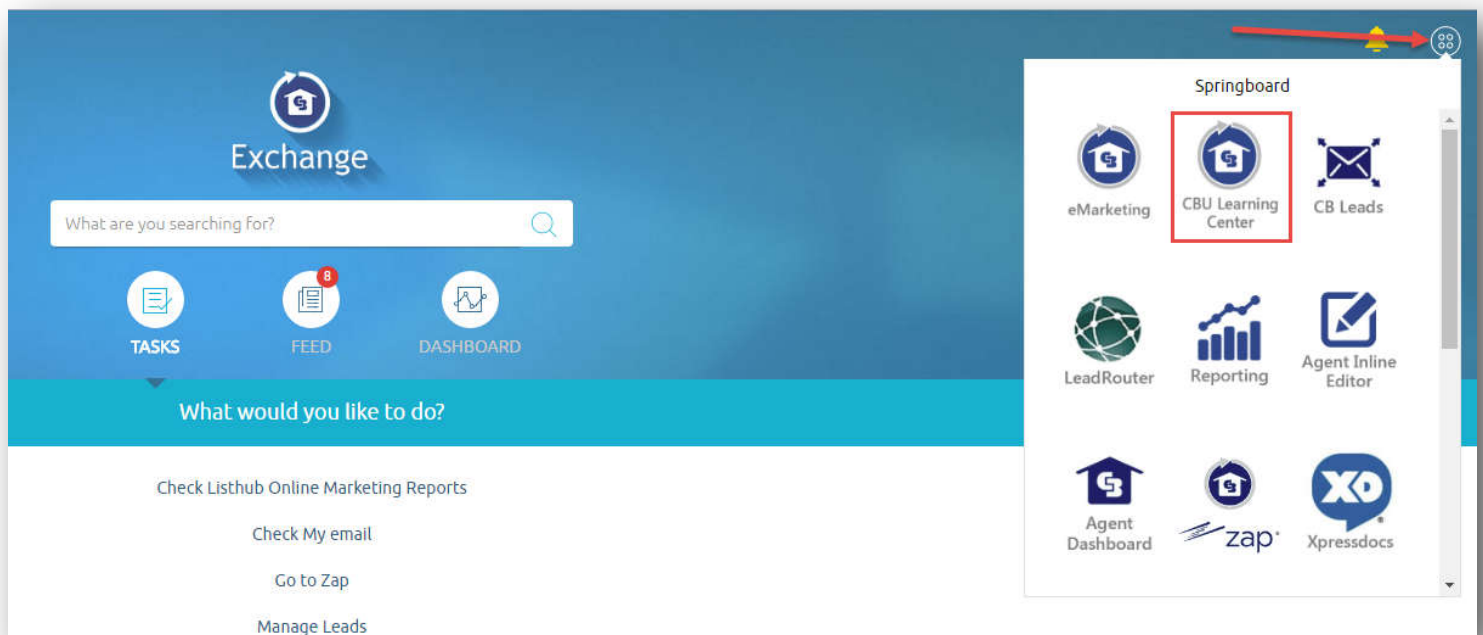 Exchange
What are you searching for?
8
TASKS
FEED
DASHBOARD
What would you like to do?
Check Listhub Online Marketing Reports
Check My email
Go to Zap
Manage Leads
Springboard
eMarketing
CBU Learning
Center
CB Leads
LeadRouter
Reporting
Agent Inline
Editor
Agent
Dashboard
zap
XD
Xpressdocs